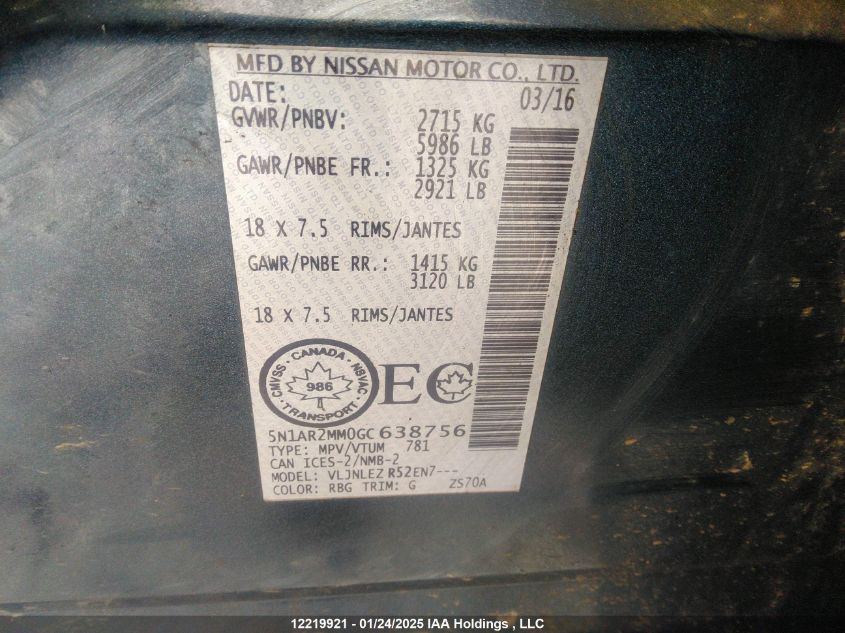 MFD BY NISSAN MOTOR CO., LTD.
DATE: 03/16
GVWR/PNBV: 2715 KG
5986 LB
GAWR/PNBE FR.: 1325 KG
2921 LB
18 X 7.5 RIMS/JANTES
GAWR/PNBE RR.: 1415 KG
3120 LB
18 X 7.5 RIMS/JANTES
CMVSS · CANADA · NSVAC · TRANSPORT
986
EC
5N1AR2MM0GC638756
TYPE: MPV/VTUM 781
CAN ICES-2/NMB-2
MODEL: VLJNLEZ R52EN7---
COLOR: RBG TRIM: G ZS70A
12219921 - 01/24/2025 IAA Holdings , LLC